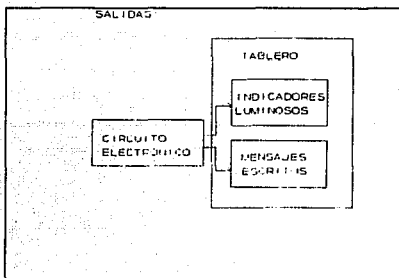 SALIDAS
TABLERO
INDICADORES
LUMINOSOS
CIRCUITO
ELECTRONICO
MENSAJES
ESCRITOS